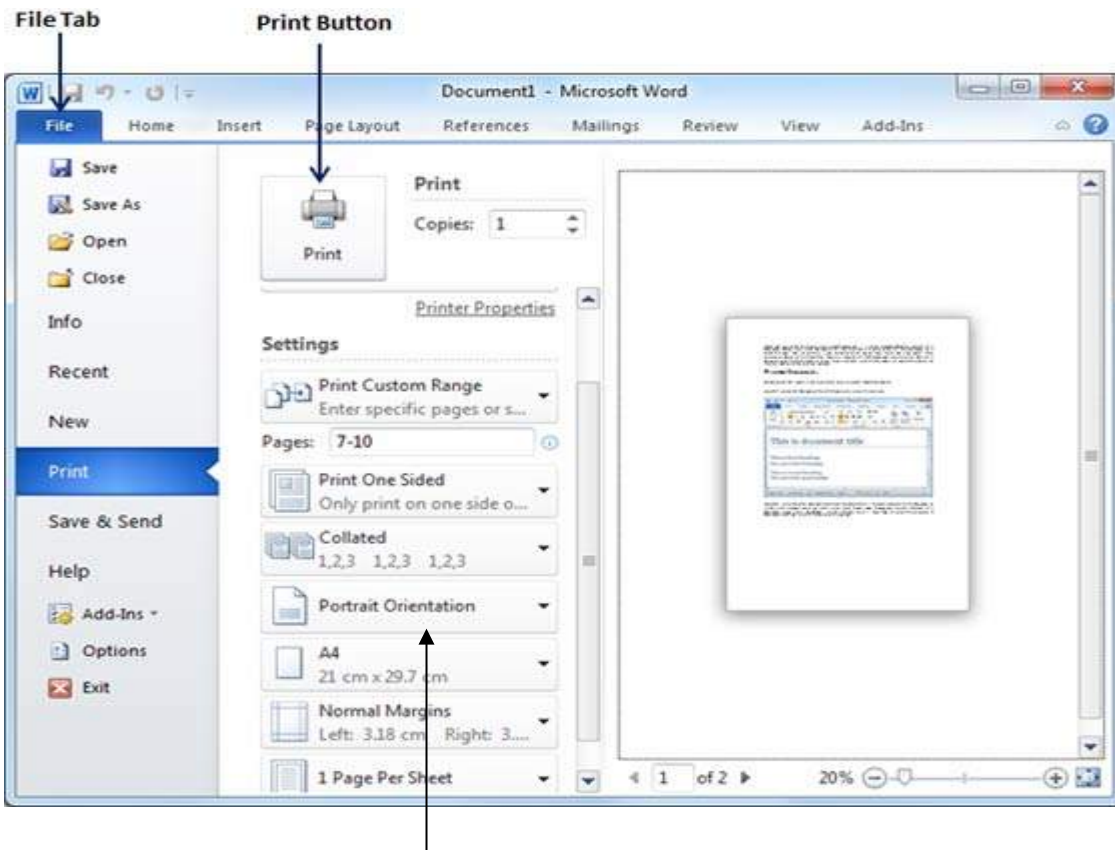 File Tab
Print Button
W
Document1 - Microsoft Word
File Home Insert Page Layout References Mailings Review View Add-Ins
Save
Save As
Open
Close
Info
Recent
New
Print
Save & Send
Help
Add-Ins
Options
Exit
Print
Print
Copies: 1
Printer Properties
Settings
Print Custom Range
Enter specific pages or s...
Pages: 7-10
Print One Sided
Only print on one side o...
Collated
1,2,3 1,2,3 1,2,3
Portrait Orientation
A4
21 cm x 29.7 cm
Normal Margins
Left: 3.18 cm Right: 3....
1 Page Per Sheet
This is document title
1 of 2
20%